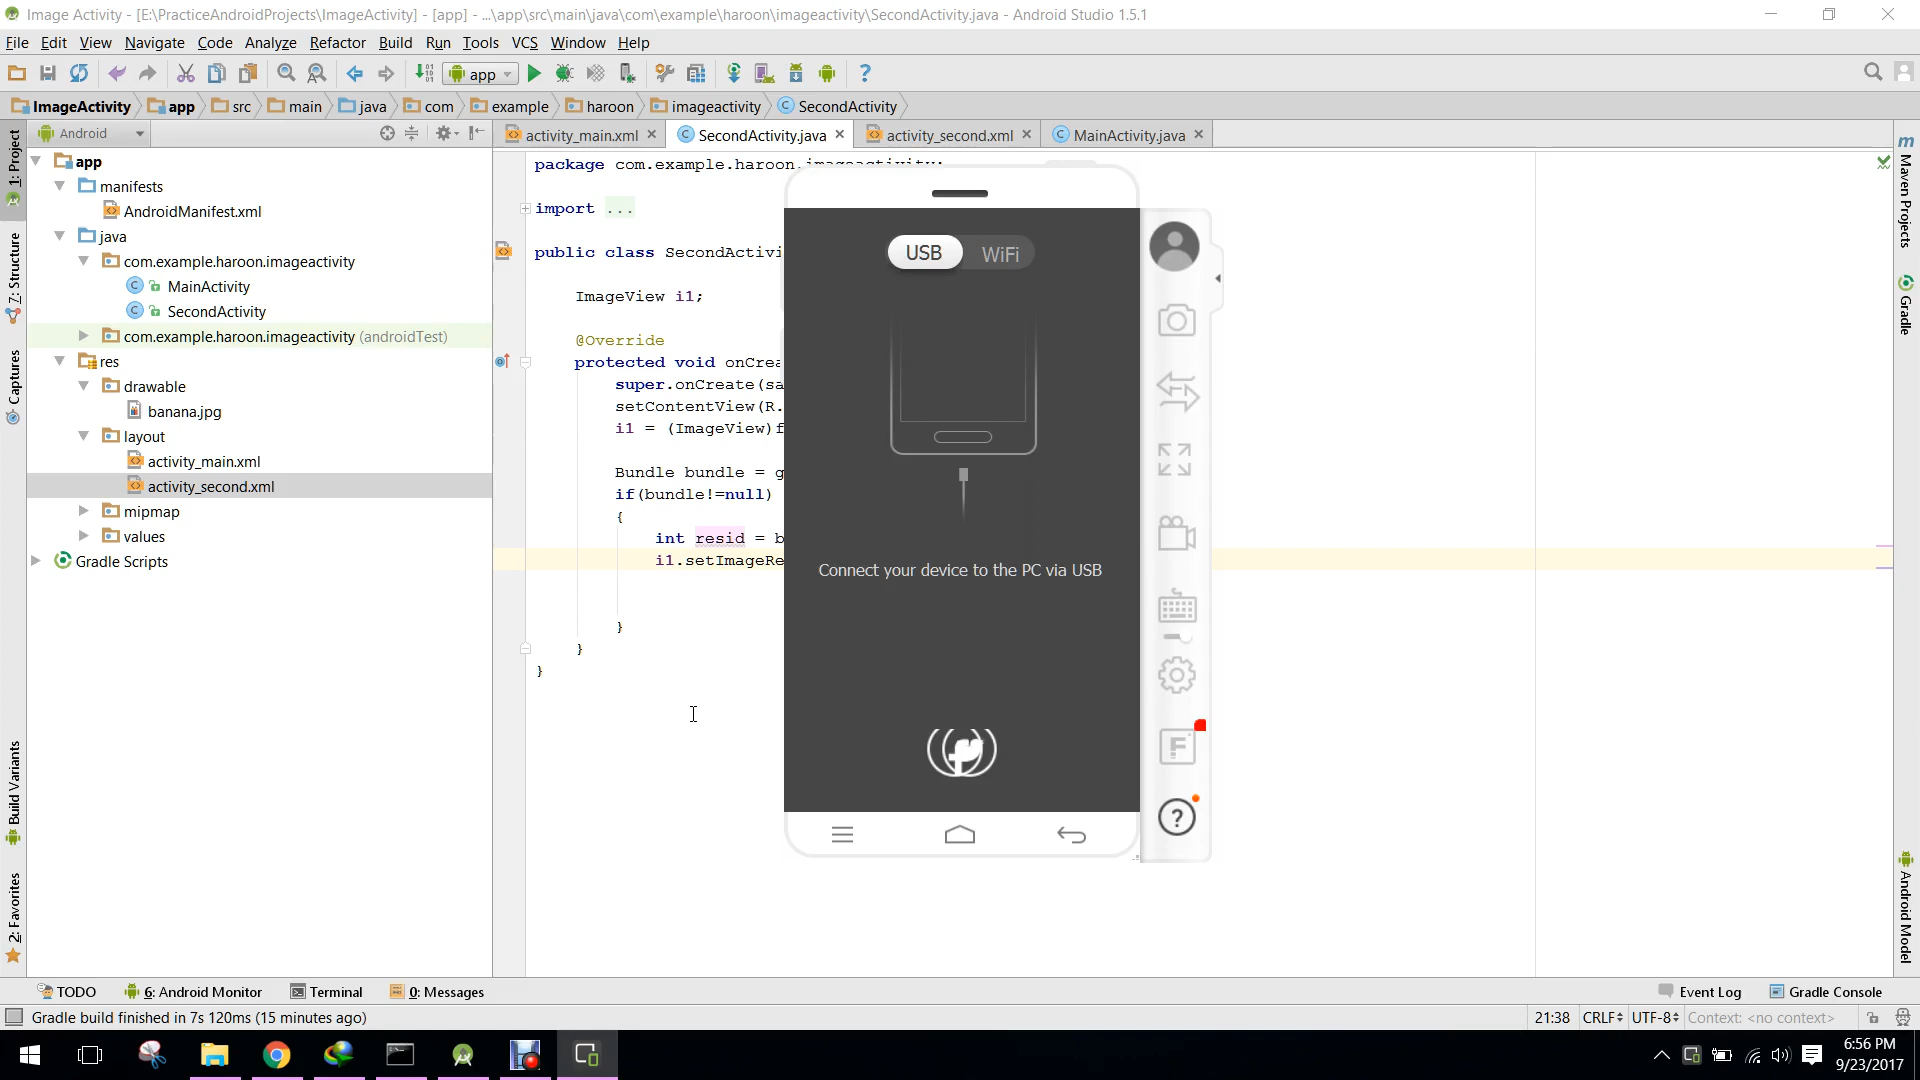 Image Activity - [E:\PracticeAndroidProjects\ImageActivity] - [app] - ...\app\src\main\java\com\example\haroon\imageactivity\SecondActivity.java - Android Studio 1.5.1
File Edit View Navigate Code Analyze Refactor Build Run Tools VCS Window Help
app
ImageActivity app src main java com example haroon imageactivity SecondActivity
Android
activity_main.xml SecondActivity.java activity_second.xml MainActivity.java
1: Project
7: Structure
Captures
Build Variants
2: Favorites
app
manifests
AndroidManifest.xml
java
com.example.haroon.imageactivity
MainActivity
SecondActivity
com.example.haroon.imageactivity (androidTest)
res
drawable
banana.jpg
layout
activity_main.xml
activity_second.xml
mipmap
values
Gradle Scripts
package com.example.haroon.imageactivity;
import ...
public class SecondActivi
ImageView i1;
@Override
protected void onCrea
super.onCreate(sa
setContentView(R.
i1 = (ImageView)f
Bundle bundle = g
if(bundle!=null)
{
int resid = b
i1.setImageRe
}
}
}
USB WiFi
Connect your device to the PC via USB
F
?
Maven Projects
Gradle
Android Model
TODO 6: Android Monitor Terminal 0: Messages Event Log Gradle Console
Gradle build finished in 7s 120ms (15 minutes ago) 21:38 CRLF UTF-8 Context: <no context>
6:56 PM
9/23/2017